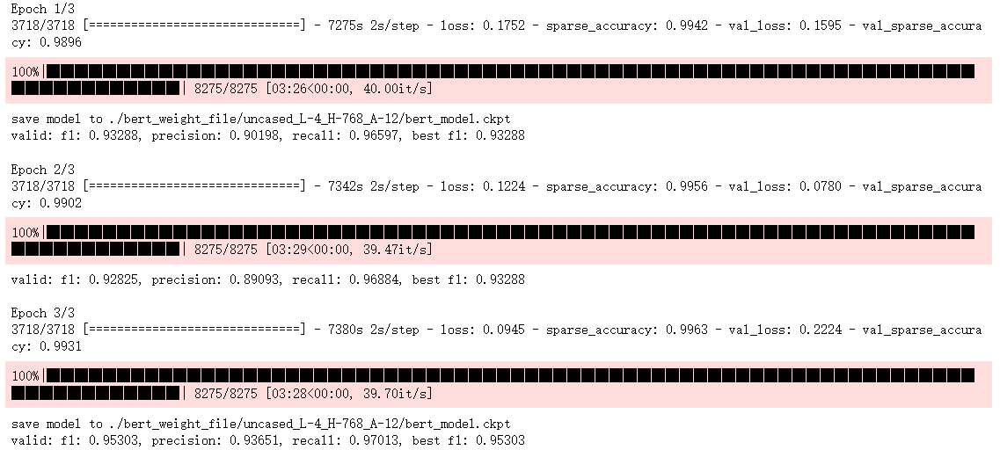 Epoch 1/3
3718/3718 [==============================] - 7275s 2s/step - loss: 0.1752 - sparse_accuracy: 0.9942 - val_loss: 0.1595 - val_sparse_accura
cy: 0.9896
100%|
| 8275/8275 [03:26<00:00, 40.00it/s]
save model to ./bert_weight_file/uncased_L-4_H-768_A-12/bert_model.ckpt
valid: f1: 0.93288, precision: 0.90198, recall: 0.96597, best f1: 0.93288
Epoch 2/3
3718/3718 [==============================] - 7342s 2s/step - loss: 0.1224 - sparse_accuracy: 0.9956 - val_loss: 0.0780 - val_sparse_accura
cy: 0.9902
100%|
| 8275/8275 [03:29<00:00, 39.47it/s]
valid: f1: 0.92825, precision: 0.89093, recall: 0.96884, best f1: 0.93288
Epoch 3/3
3718/3718 [==============================] - 7380s 2s/step - loss: 0.0945 - sparse_accuracy: 0.9963 - val_loss: 0.2224 - val_sparse_accura
cy: 0.9931
100%|
| 8275/8275 [03:28<00:00, 39.70it/s]
save model to ./bert_weight_file/uncased_L-4_H-768_A-12/bert_model.ckpt
valid: f1: 0.95303, precision: 0.93651, recall: 0.97013, best f1: 0.95303